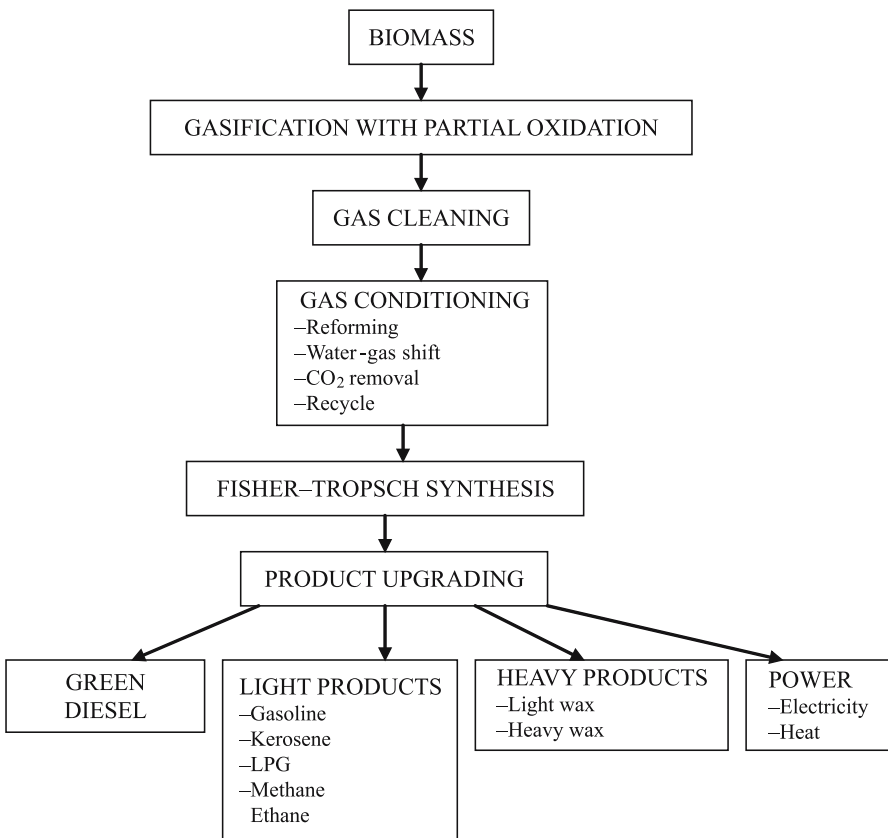 BIOMASS
GASIFICATION WITH PARTIAL OXIDATION
GAS CLEANING
GAS CONDITIONING
–Reforming
–Water-gas shift
–CO₂ removal
–Recycle
FISHER–TROPSCH SYNTHESIS
PRODUCT UPGRADING
GREEN
DIESEL
LIGHT PRODUCTS
–Gasoline
–Kerosene
–LPG
–Methane
Ethane
HEAVY PRODUCTS
–Light wax
–Heavy wax
POWER
–Electricity
–Heat